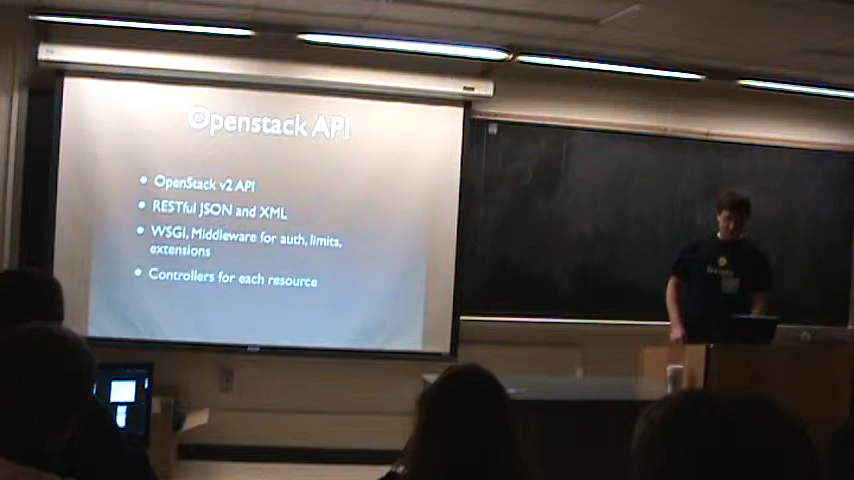 Openstack API
• OpenStack v2 API
• RESTful JSON and XML
• WSGI, Middleware for auth, limits,
extensions
• Controllers for each resource